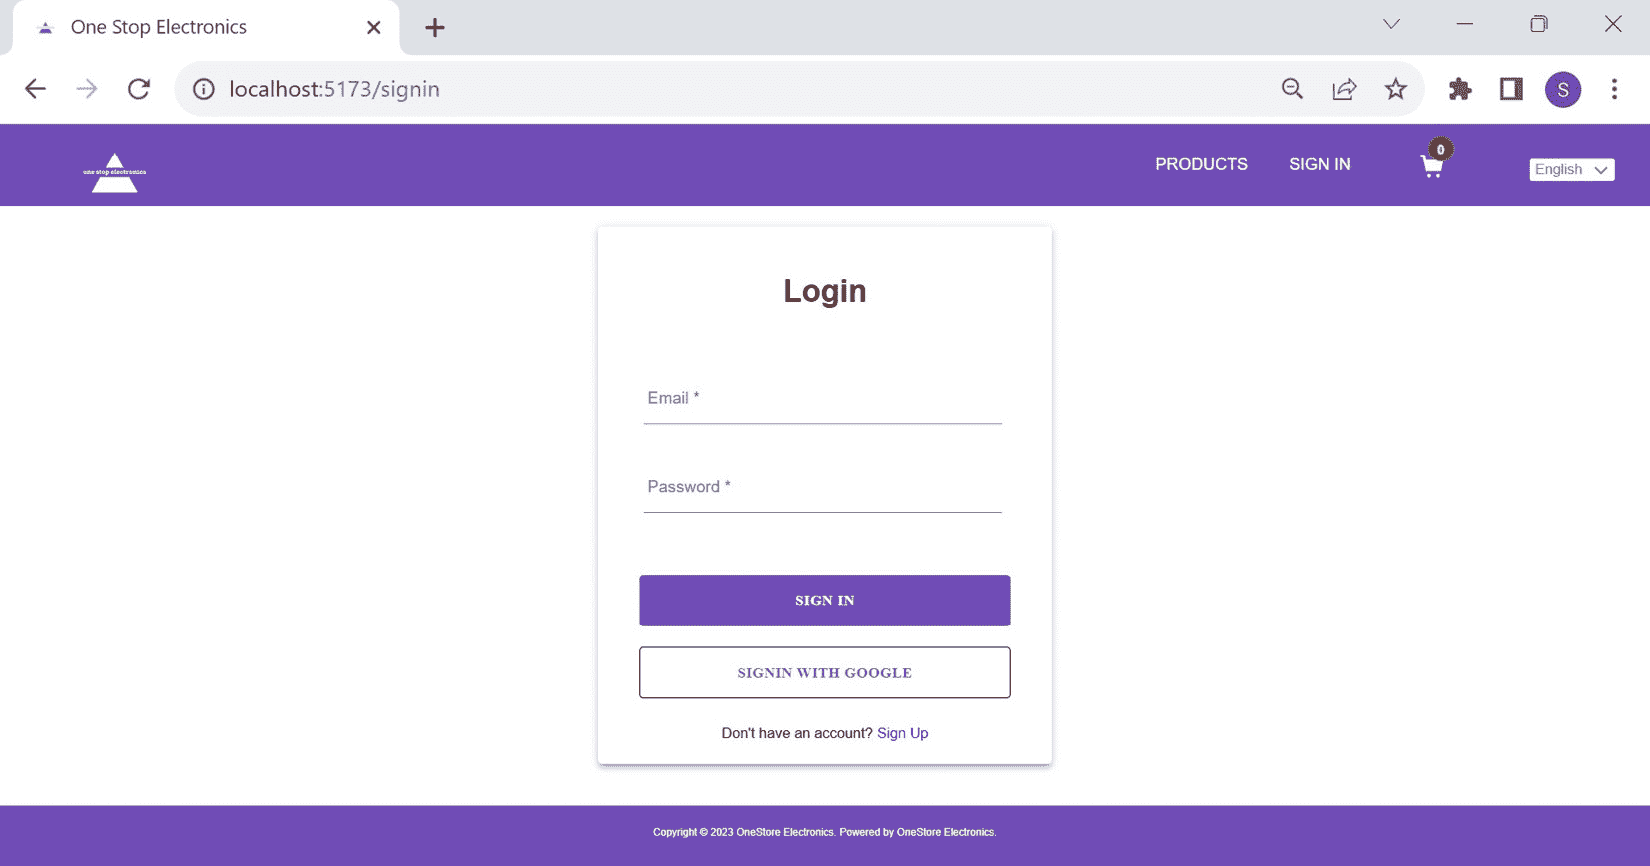 One Stop Electronics
localhost:5173/signin
S
one stop electronics
PRODUCTS
SIGN IN
0
English
Login
Email *
Password *
SIGN IN
SIGNIN WITH GOOGLE
Don't have an account? Sign Up
Copyright © 2023 OneStore Electronics. Powered by OneStore Electronics.